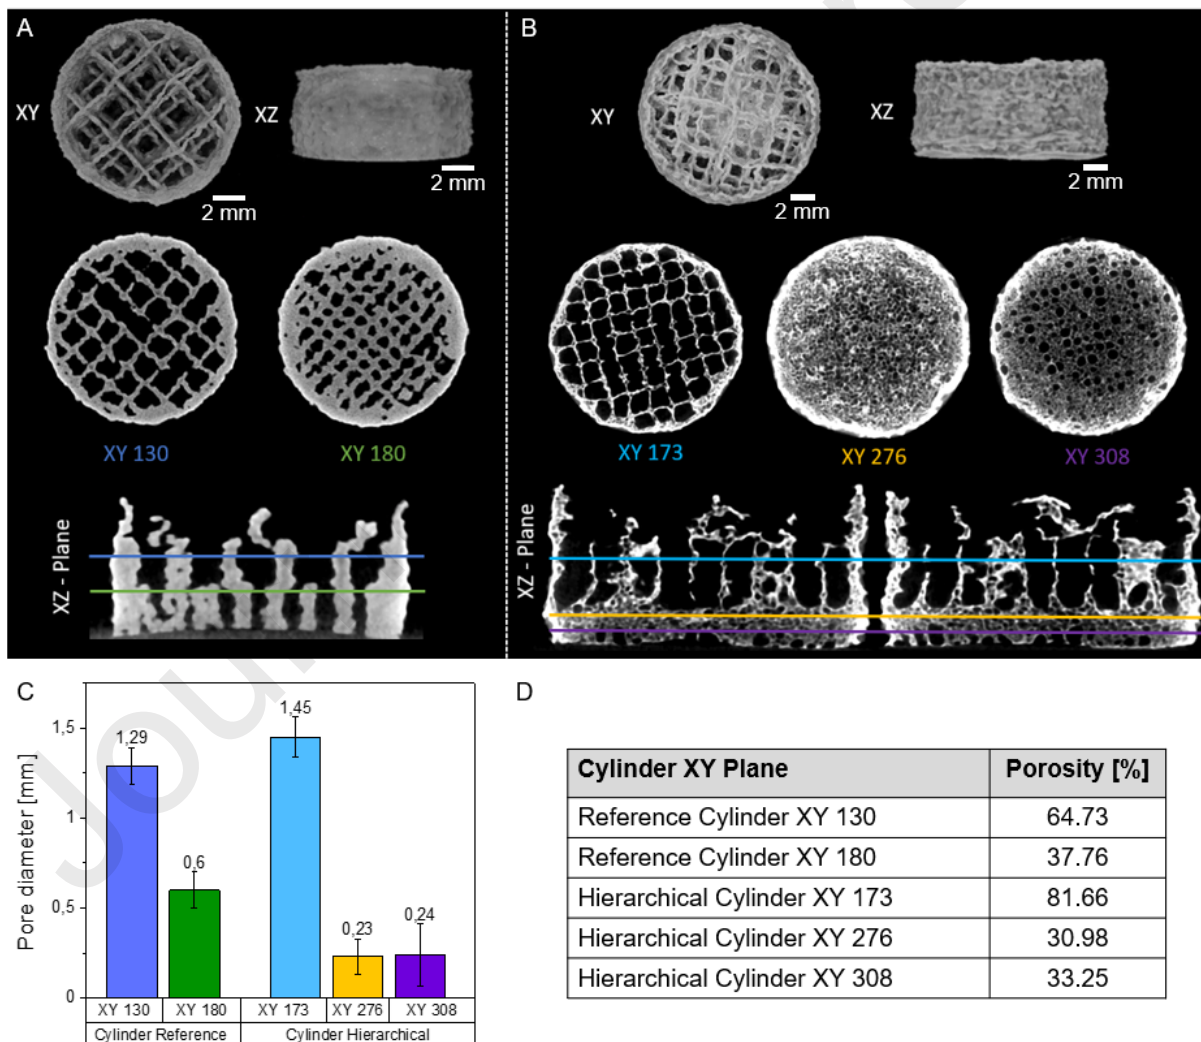 A
XY
XZ
2 mm
2 mm
XY 130
XY 180
XZ - Plane
B
XY
XZ
2 mm
2 mm
XY 173
XY 276
XY 308
XZ - Plane
C
Pore diameter [mm]
1,5
1
0,5
0
1,29
0,6
1,45
0,23
0,24
XY 130
XY 180
XY 173
XY 276
XY 308
Cylinder Reference
Cylinder Hierarchical
D
Cylinder XY Plane Porosity [%]
Reference Cylinder XY 130 64.73
Reference Cylinder XY 180 37.76
Hierarchical Cylinder XY 173 81.66
Hierarchical Cylinder XY 276 30.98
Hierarchical Cylinder XY 308 33.25